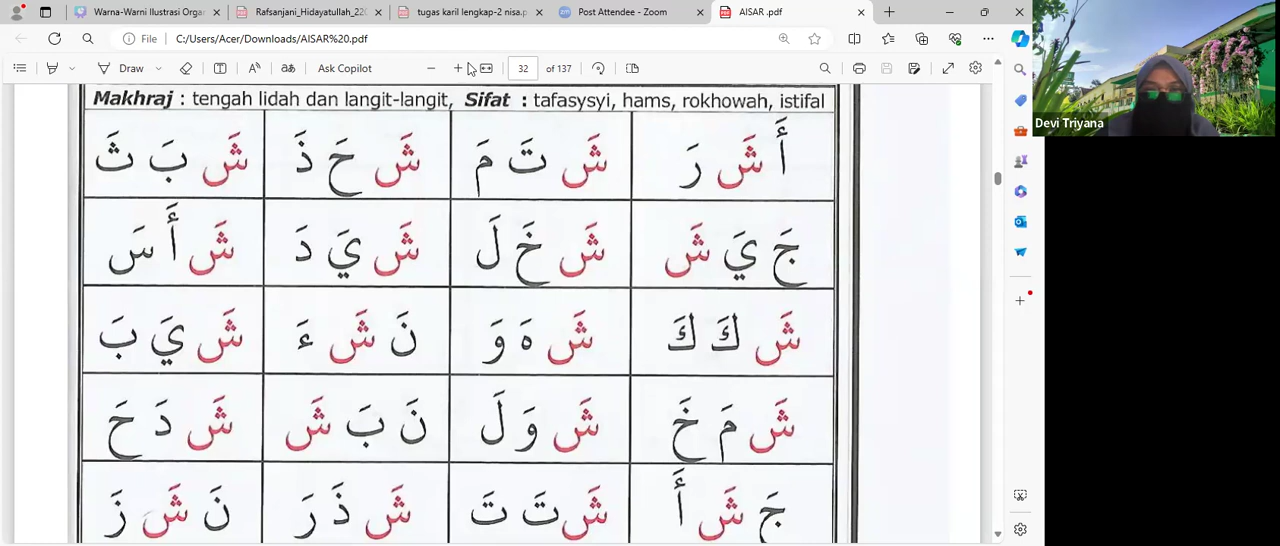 Warna-Warni Ilustrasi Organ
Rafsanjani_Hidayatullah_220
tugas karil lengkap-2 nisa.p
Post Attendee - Zoom
AISAR .pdf
File C:/Users/Acer/Downloads/AISAR%20.pdf
Draw
Ask Copilot
32 of 137
Makhraj : tengah lidah dan langit-langit, Sifat : tafasysyi, hams, rokhowah, istifal
أَ شَ رَ شَ تَ مَ شَ حَ ذَ شَ بَ ثَ
جَ يَ شَ شَ خَ لَ شَ يَ دَ شَ أَ سَ
شَ كَ كَ شَ هَ وَ نَ شَ ءَ شَ يَ بَ
شَ مَ خَ شَ وَ لَ نَ بَ شَ شَ دَ حَ
جَ شَ أَ شَ تَ تَ شَ ذَ رَ نَ شَ زَ
Devi Triyana